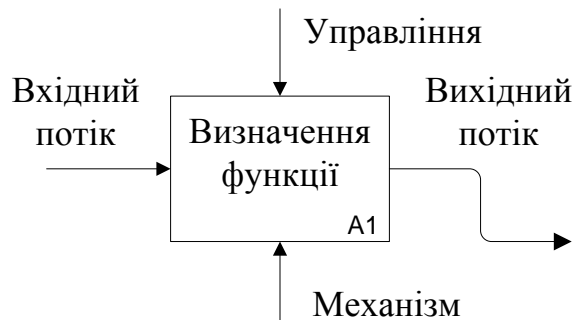 Управління
Вхідний
потік
Визначення
функції
A1
Вихідний
потік
Механізм